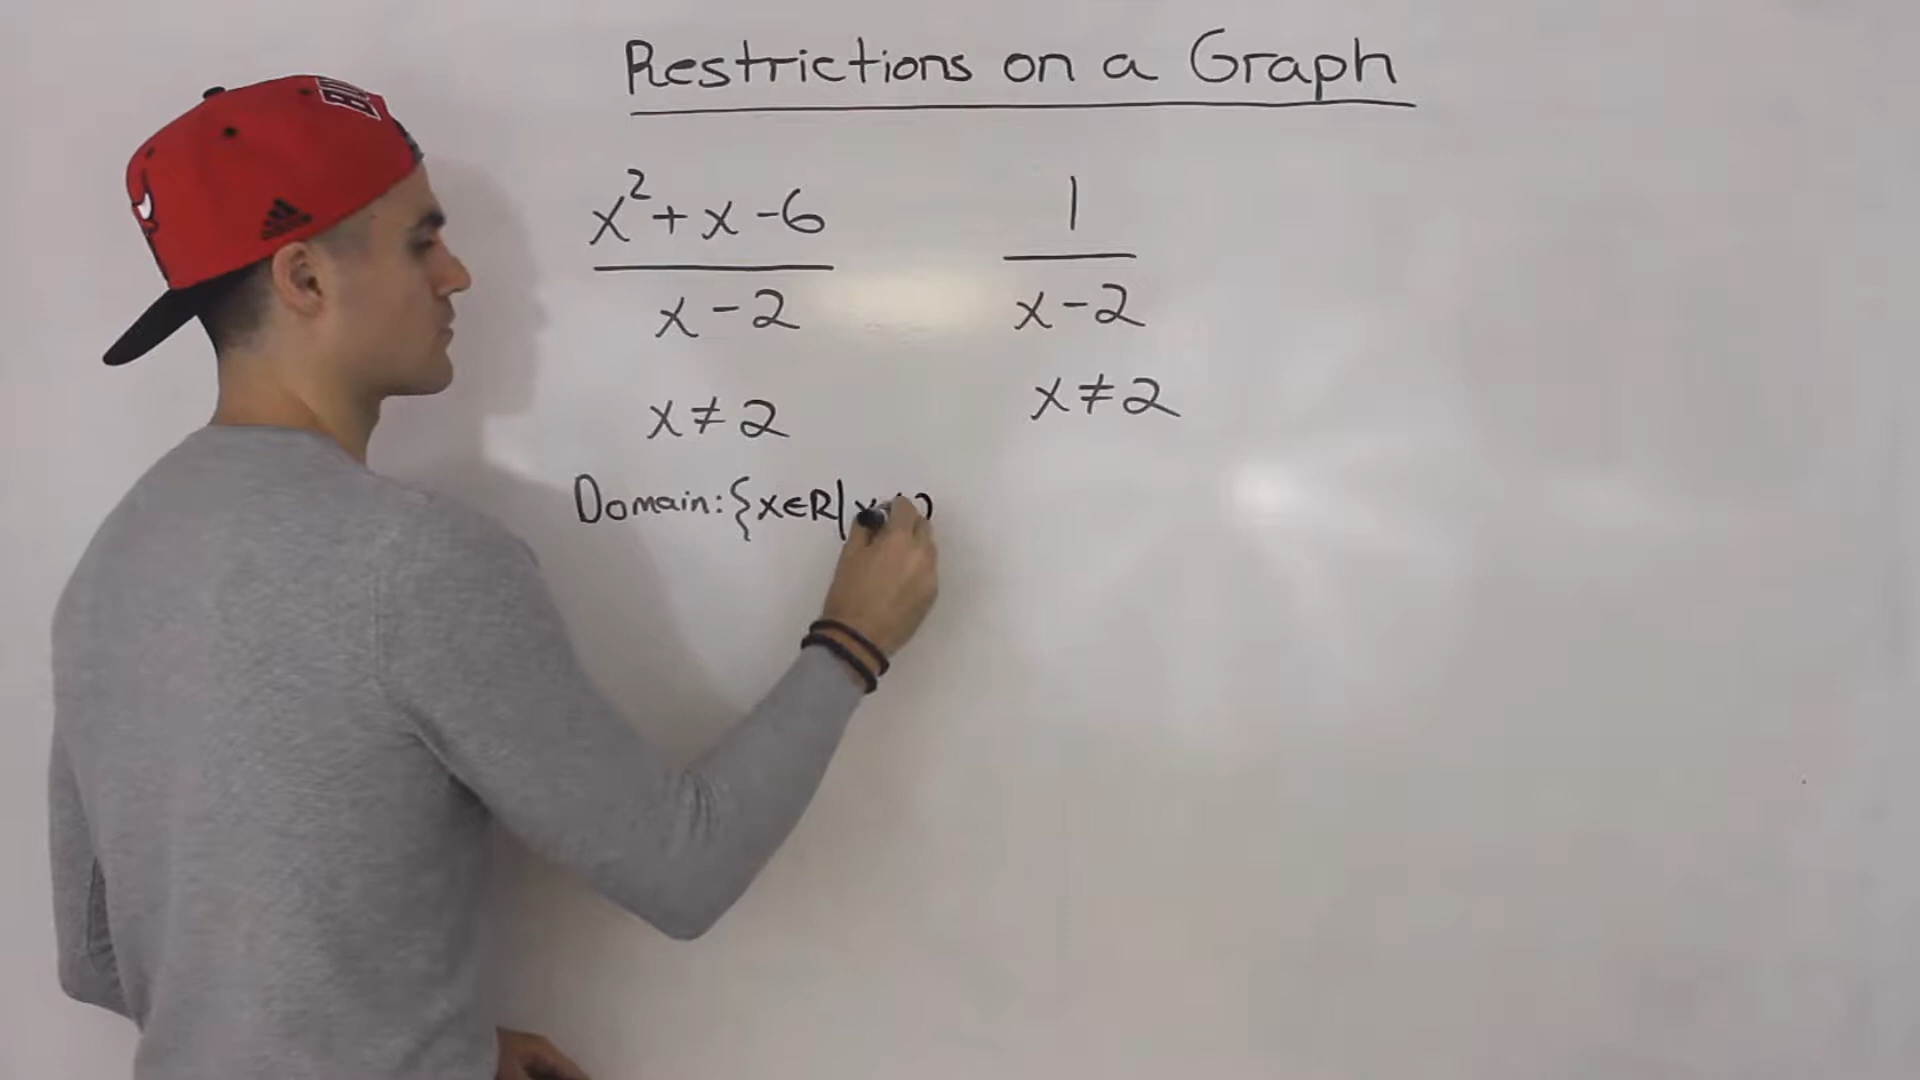 Restrictions on a Graph
x²+x-6
x-2
x≠2
Domain:{x∈R|
1
x-2
x≠2